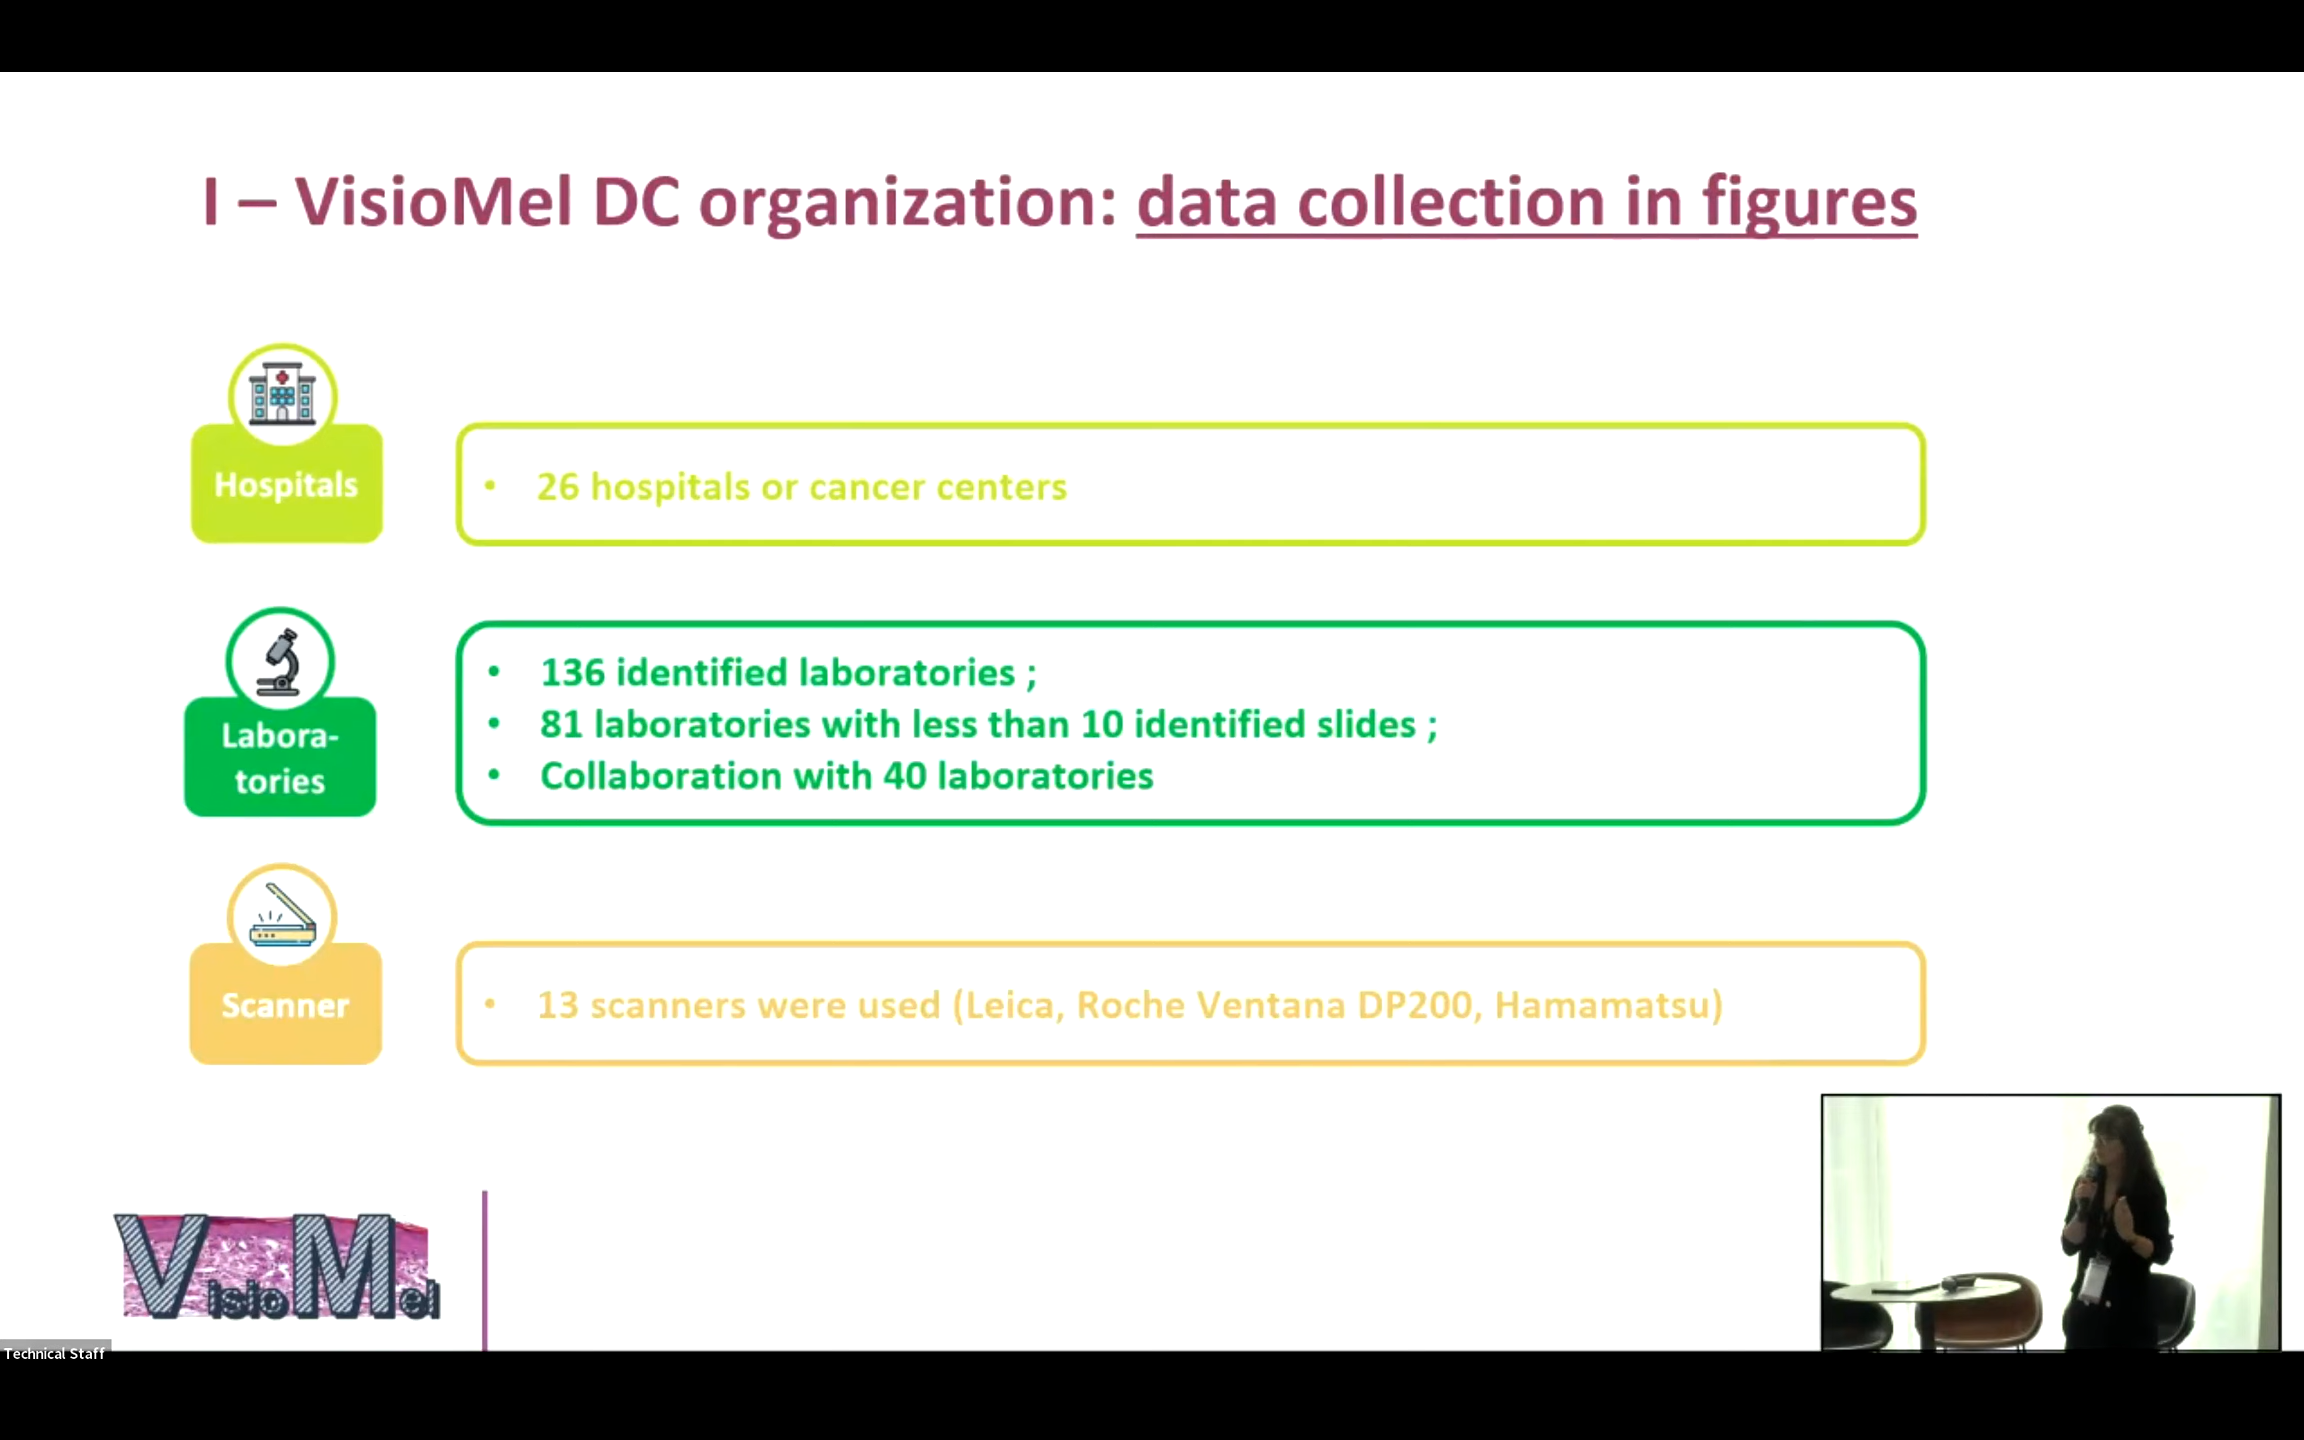 I – VisioMel DC organization: data collection in figures
Hospitals
• 26 hospitals or cancer centers
Labora-
tories
• 136 identified laboratories ;
• 81 laboratories with less than 10 identified slides ;
• Collaboration with 40 laboratories
Scanner
• 13 scanners were used (Leica, Roche Ventana DP200, Hamamatsu)
VisioMel
Technical Staff